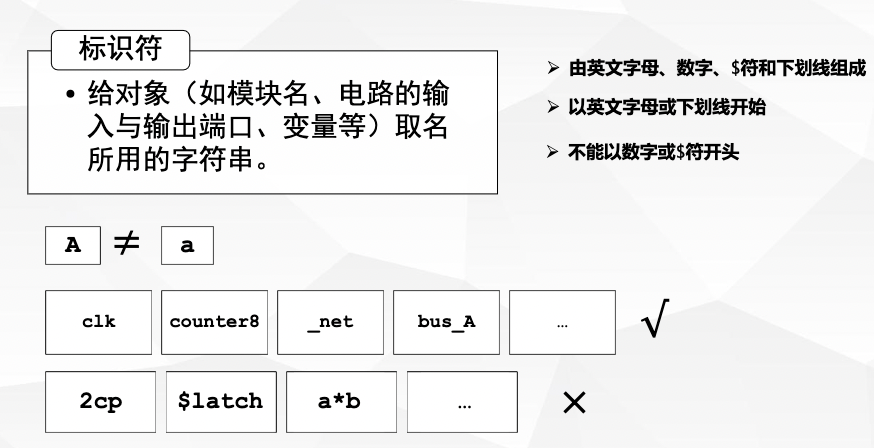 标识符
• 给对象（如模块名、电路的输
入与输出端口、变量等）取名
所用的字符串。
➢ 由英文字母、数字、$符和下划线组成
➢ 以英文字母或下划线开始
➢ 不能以数字或$符开头
A ≠ a
clk counter8 _net bus_A … √
2cp $latch a*b … ×